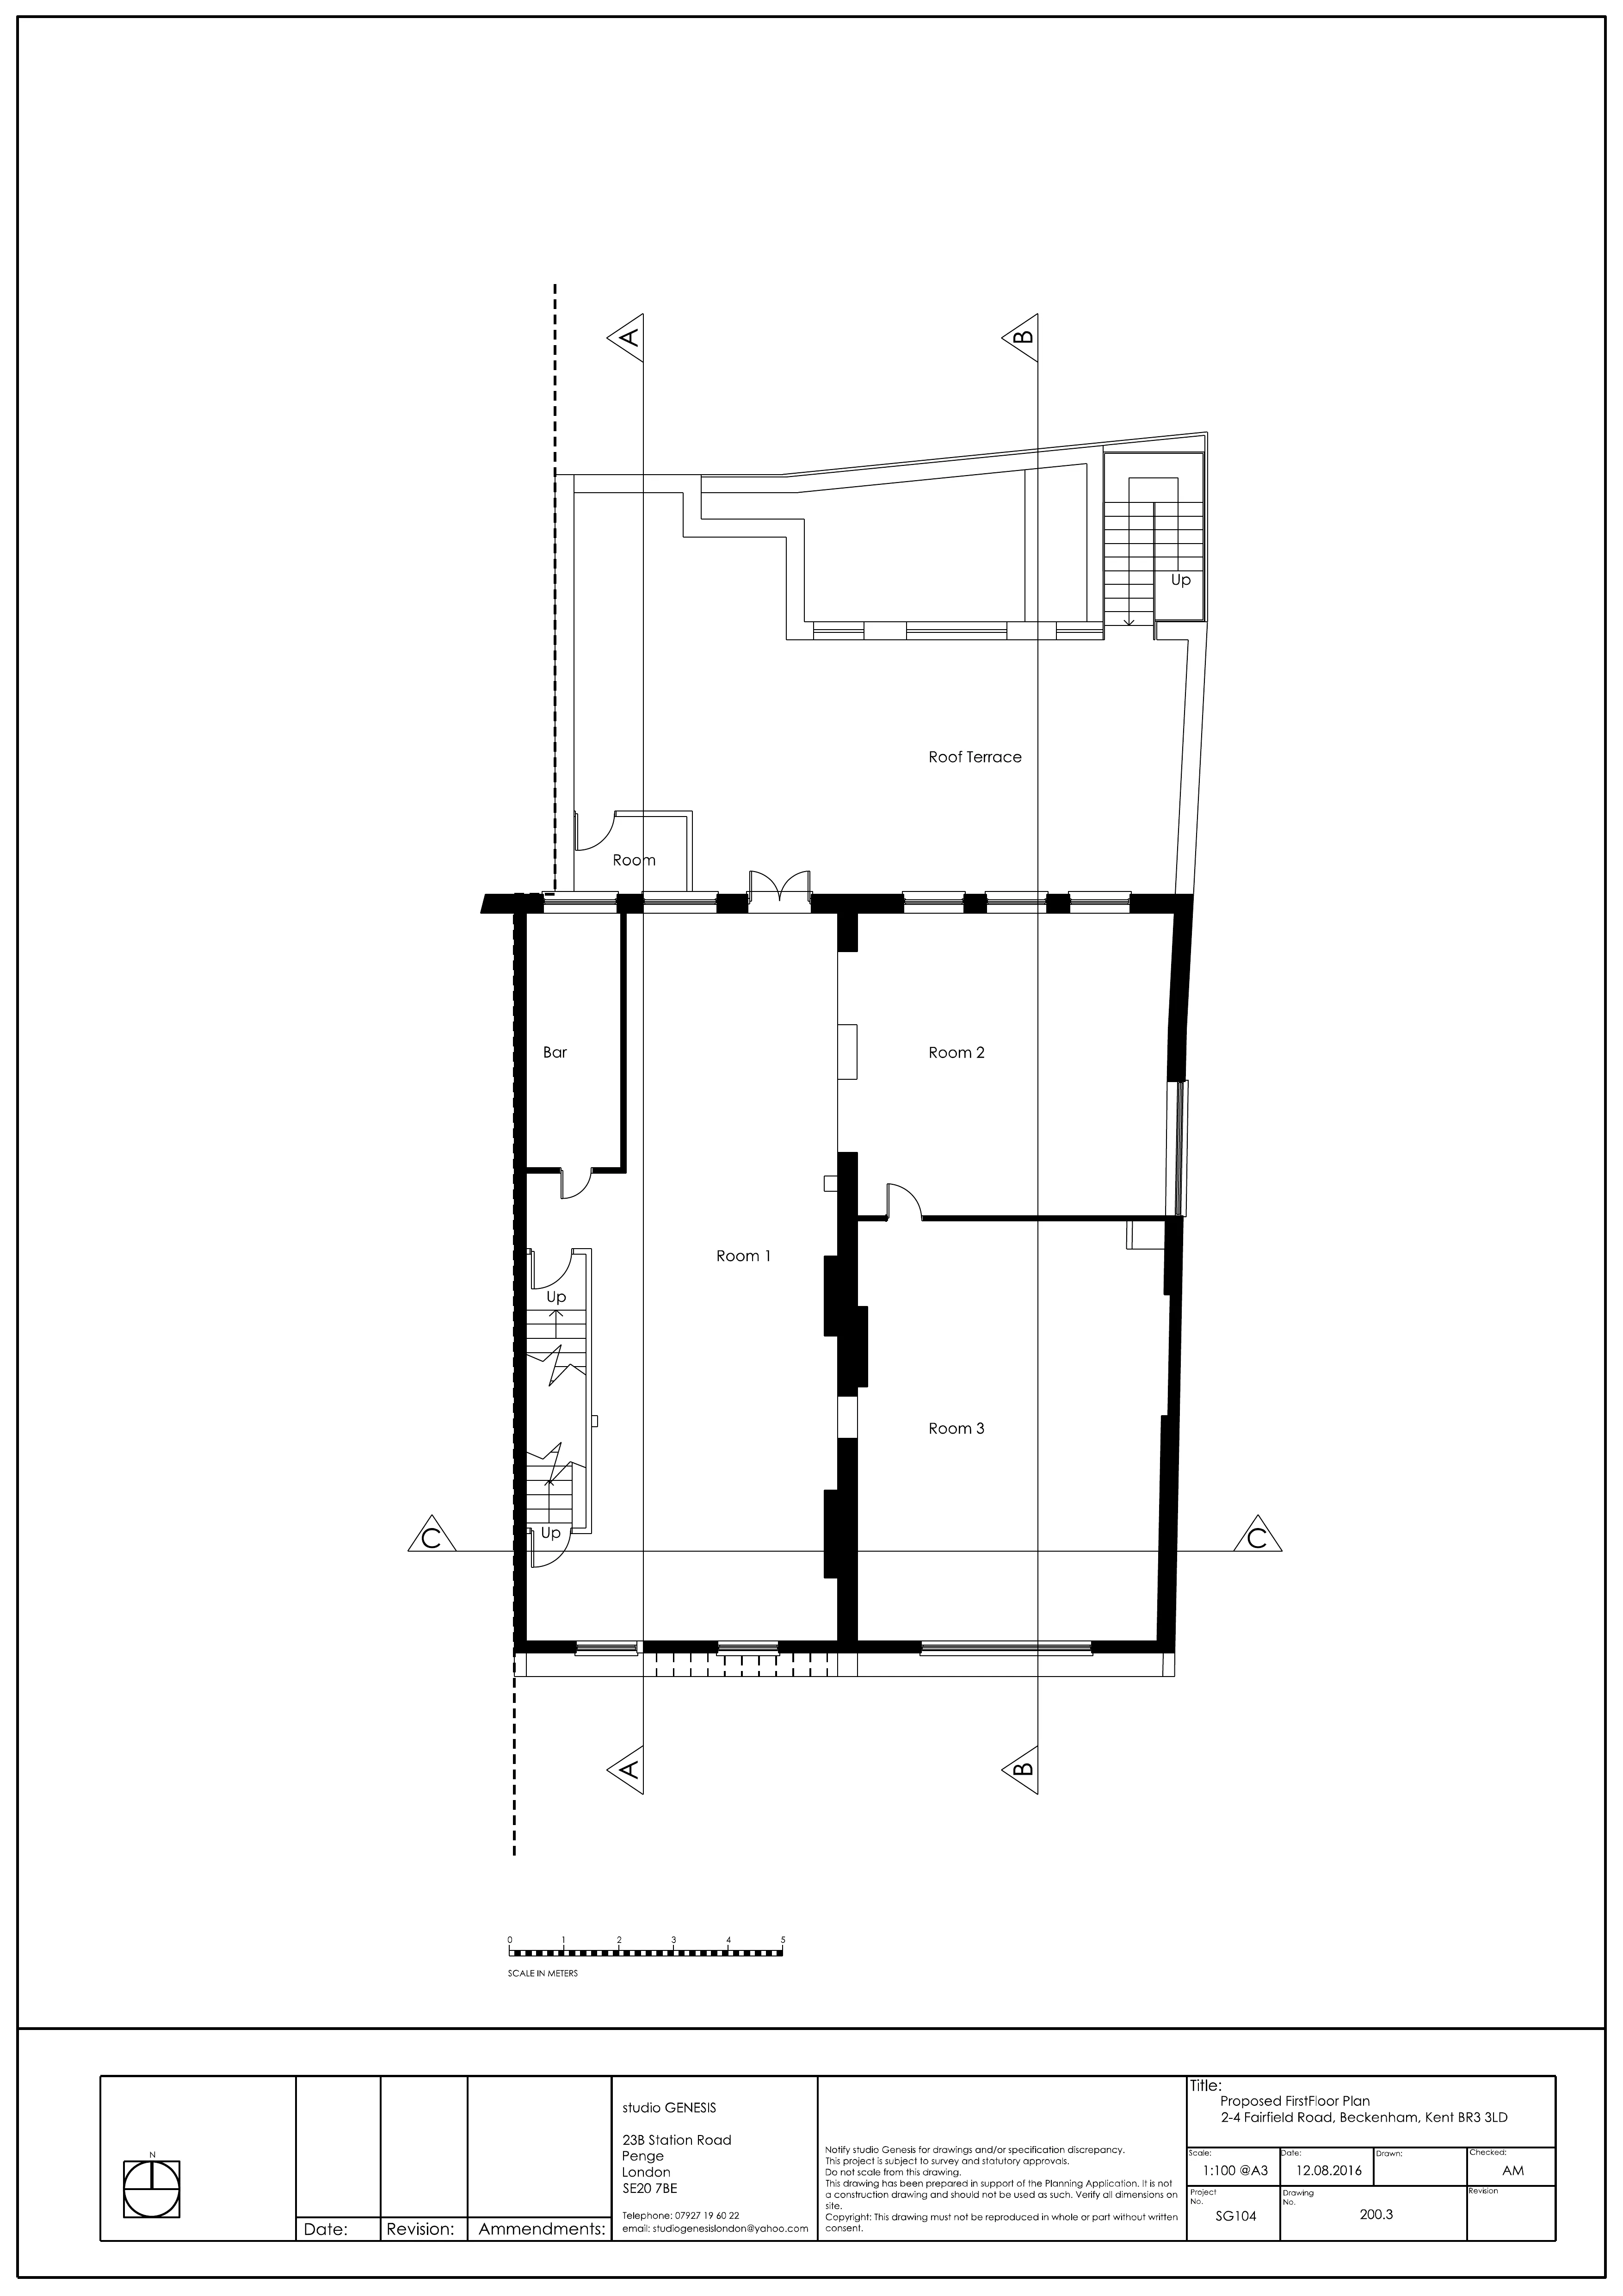 A
B
Up
Roof Terrace
Room
Bar
Room 2
Room 1
Up
Room 3
Up
C
C
A
B
0 1 2 3 4 5
SCALE IN METERS
N
Date:
Revision:
Ammendments:
studio GENESIS
23B Station Road
Penge
London
SE20 7BE
Telephone: 07927 19 60 22
email: studiogenesislondon@yahoo.com
Notify studio Genesis for drawings and/or specification discrepancy.
This project is subject to survey and statutory approvals.
Do not scale from this drawing.
This drawing has been prepared in support of the Planning Application. It is not
a construction drawing and should not be used as such. Verify all dimensions on
site.
Copyright: This drawing must not be reproduced in whole or part without written
consent.
Title:
Proposed FirstFloor Plan
2-4 Fairfield Road, Beckenham, Kent BR3 3LD
Scale:
1:100 @A3
Date:
12.08.2016
Drawn:
Checked:
AM
Project
No.
SG104
Drawing
No.
200.3
Revision